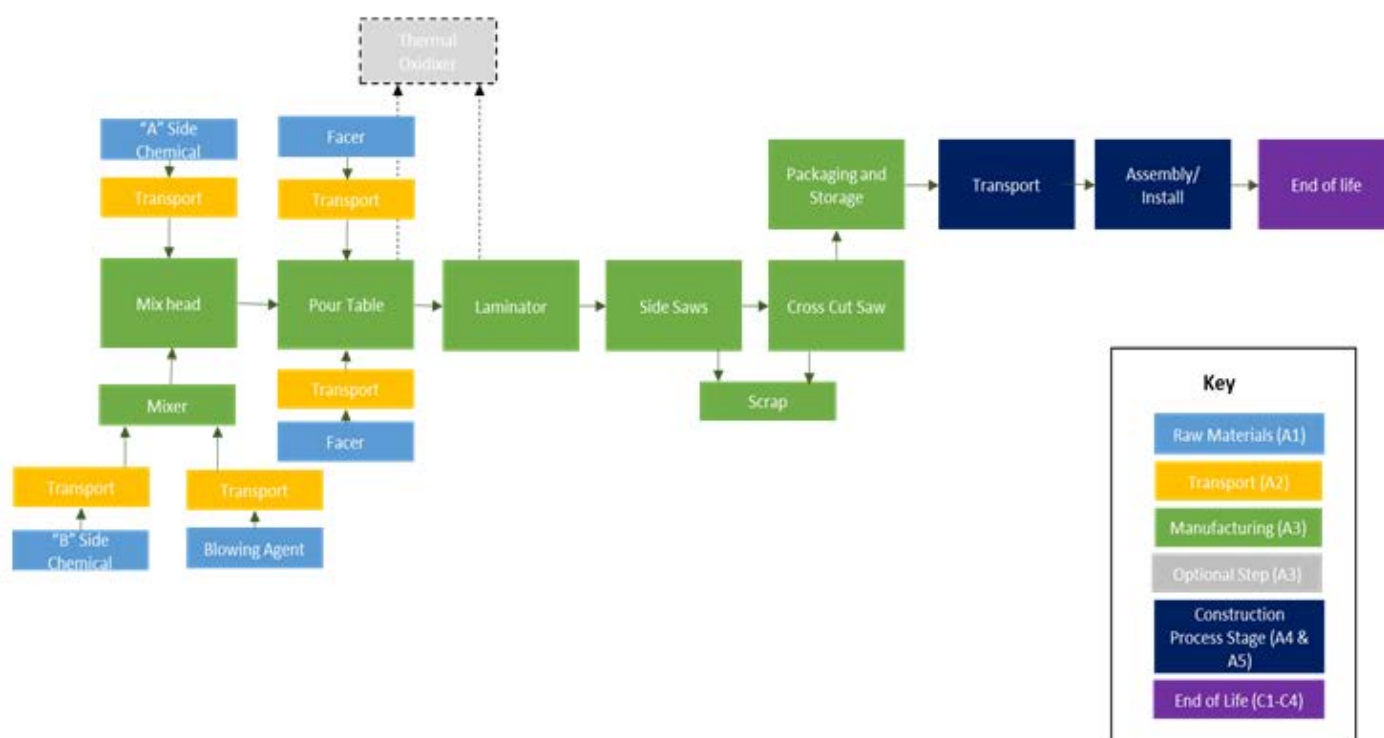 Thermal
Oxidixer
"A" Side
Chemical
Facer
Transport
Transport
Packaging and
Storage
Transport
Assembly/
Install
End of life
Mix head
Pour Table
Laminator
Side Saws
Cross Cut Saw
Mixer
Transport
Scrap
Facer
Transport
Transport
"B" Side
Chemical
Blowing Agent
Key
Raw Materials (A1)
Transport (A2)
Manufacturing (A3)
Optional Step (A3)
Construction
Process Stage (A4 &
A5)
End of Life (C1-C4)